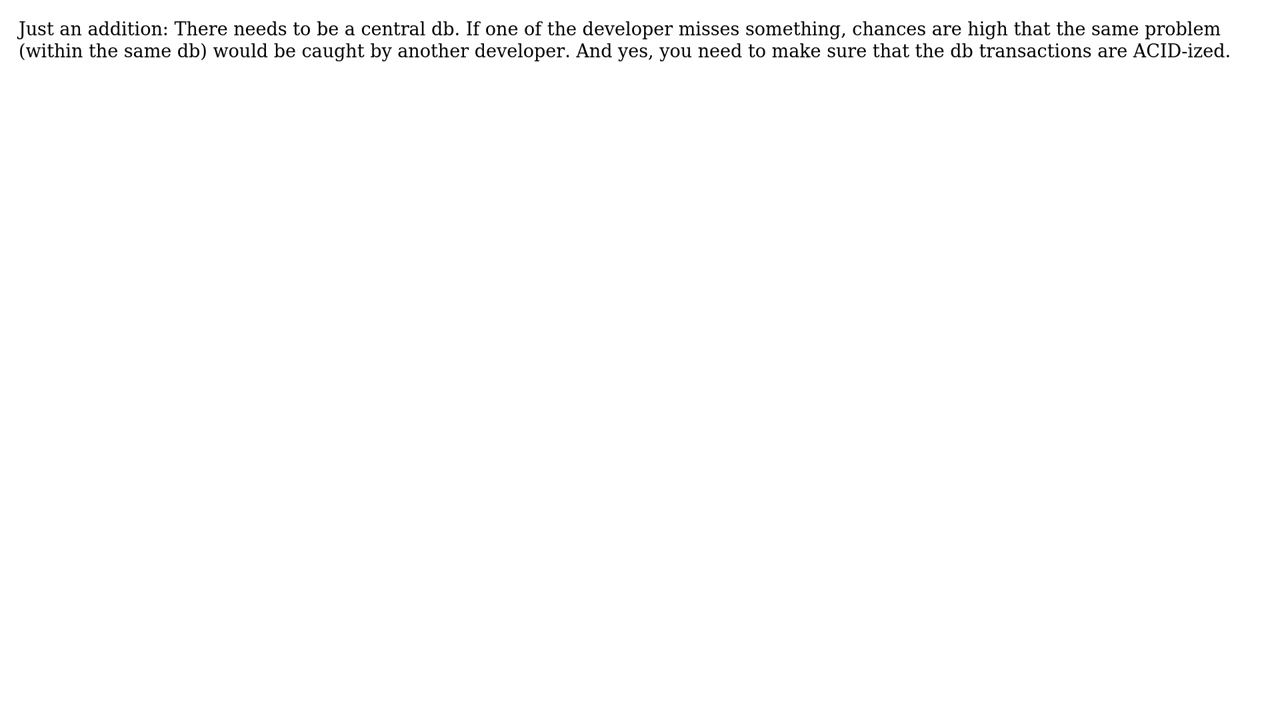 Just an addition: There needs to be a central db. If one of the developer misses something, chances are high that the same problem
(within the same db) would be caught by another developer. And yes, you need to make sure that the db transactions are ACID-ized.